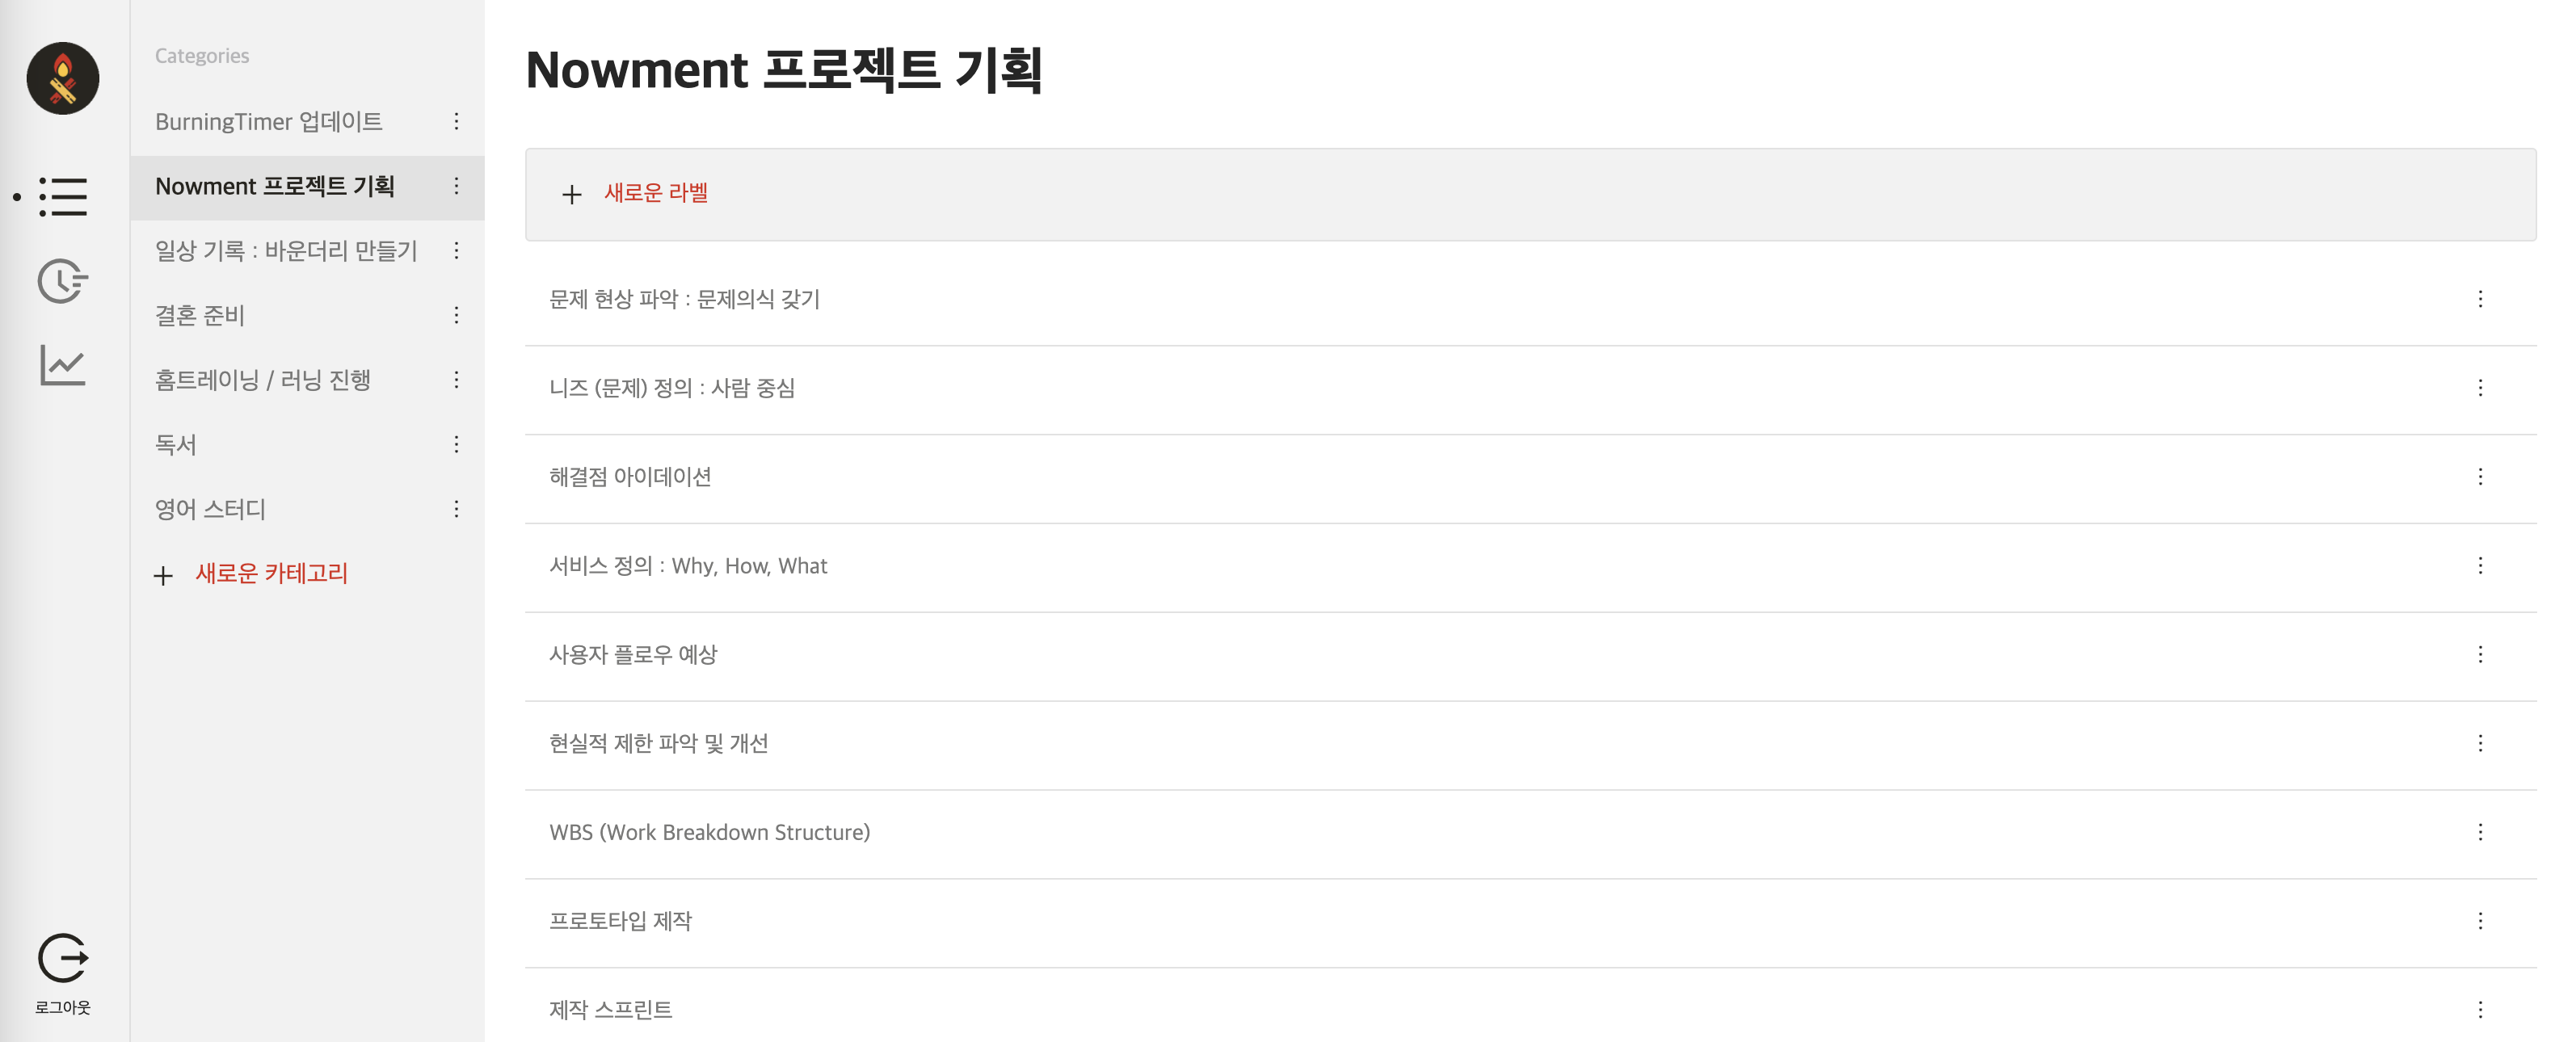 Categories
BurningTimer 업데이트
Nowment 프로젝트 기획
일상 기록 : 바운더리 만들기
결혼 준비
홈트레이닝 / 러닝 진행
독서
영어 스터디
새로운 카테고리
로그아웃
Nowment 프로젝트 기획
새로운 라벨
문제 현상 파악 : 문제의식 갖기
니즈 (문제) 정의 : 사람 중심
해결점 아이데이션
서비스 정의 : Why, How, What
사용자 플로우 예상
현실적 제한 파악 및 개선
WBS (Work Breakdown Structure)
프로토타입 제작
제작 스프린트